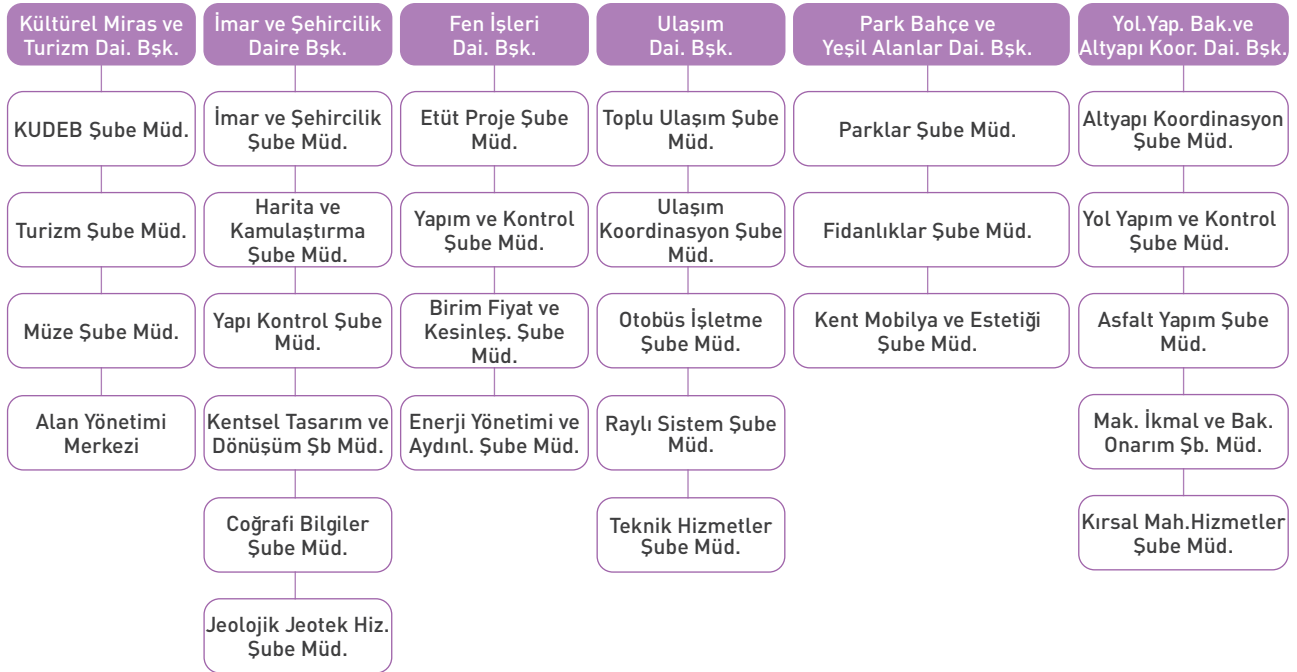 Kültürel Miras ve
Turizm Dai. Bşk.
KUDEB Şube Müd.
Turizm Şube Müd.
Müze Şube Müd.
Alan Yönetimi
Merkezi
İmar ve Şehircilik
Daire Bşk.
İmar ve Şehircilik
Şube Müd.
Harita ve
Kamulaştırma
Şube Müd.
Yapı Kontrol Şube
Müd.
Kentsel Tasarım ve
Dönüşüm Şb Müd.
Coğrafi Bilgiler
Şube Müd.
Jeolojik Jeotek Hiz.
Şube Müd.
Fen İşleri
Dai. Bşk.
Etüt Proje Şube
Müd.
Yapım ve Kontrol
Şube Müd.
Birim Fiyat ve
Kesinleş. Şube
Müd.
Enerji Yönetimi ve
Aydınl. Şube Müd.
Ulaşım
Dai. Bşk.
Toplu Ulaşım Şube
Müd.
Ulaşım
Koordinasyon Şube
Müd.
Otobüs İşletme
Şube Müd.
Raylı Sistem Şube
Müd.
Teknik Hizmetler
Şube Müd.
Park Bahçe ve
Yeşil Alanlar Dai. Bşk.
Parklar Şube Müd.
Fidanlıklar Şube Müd.
Kent Mobilya ve Estetiği
Şube Müd.
Yol.Yap. Bak.ve
Altyapı Koor. Dai. Bşk.
Altyapı Koordinasyon
Şube Müd.
Yol Yapım ve Kontrol
Şube Müd.
Asfalt Yapım Şube
Müd.
Mak. İkmal ve Bak.
Onarım Şb. Müd.
Kırsal Mah.Hizmetler
Şube Müd.